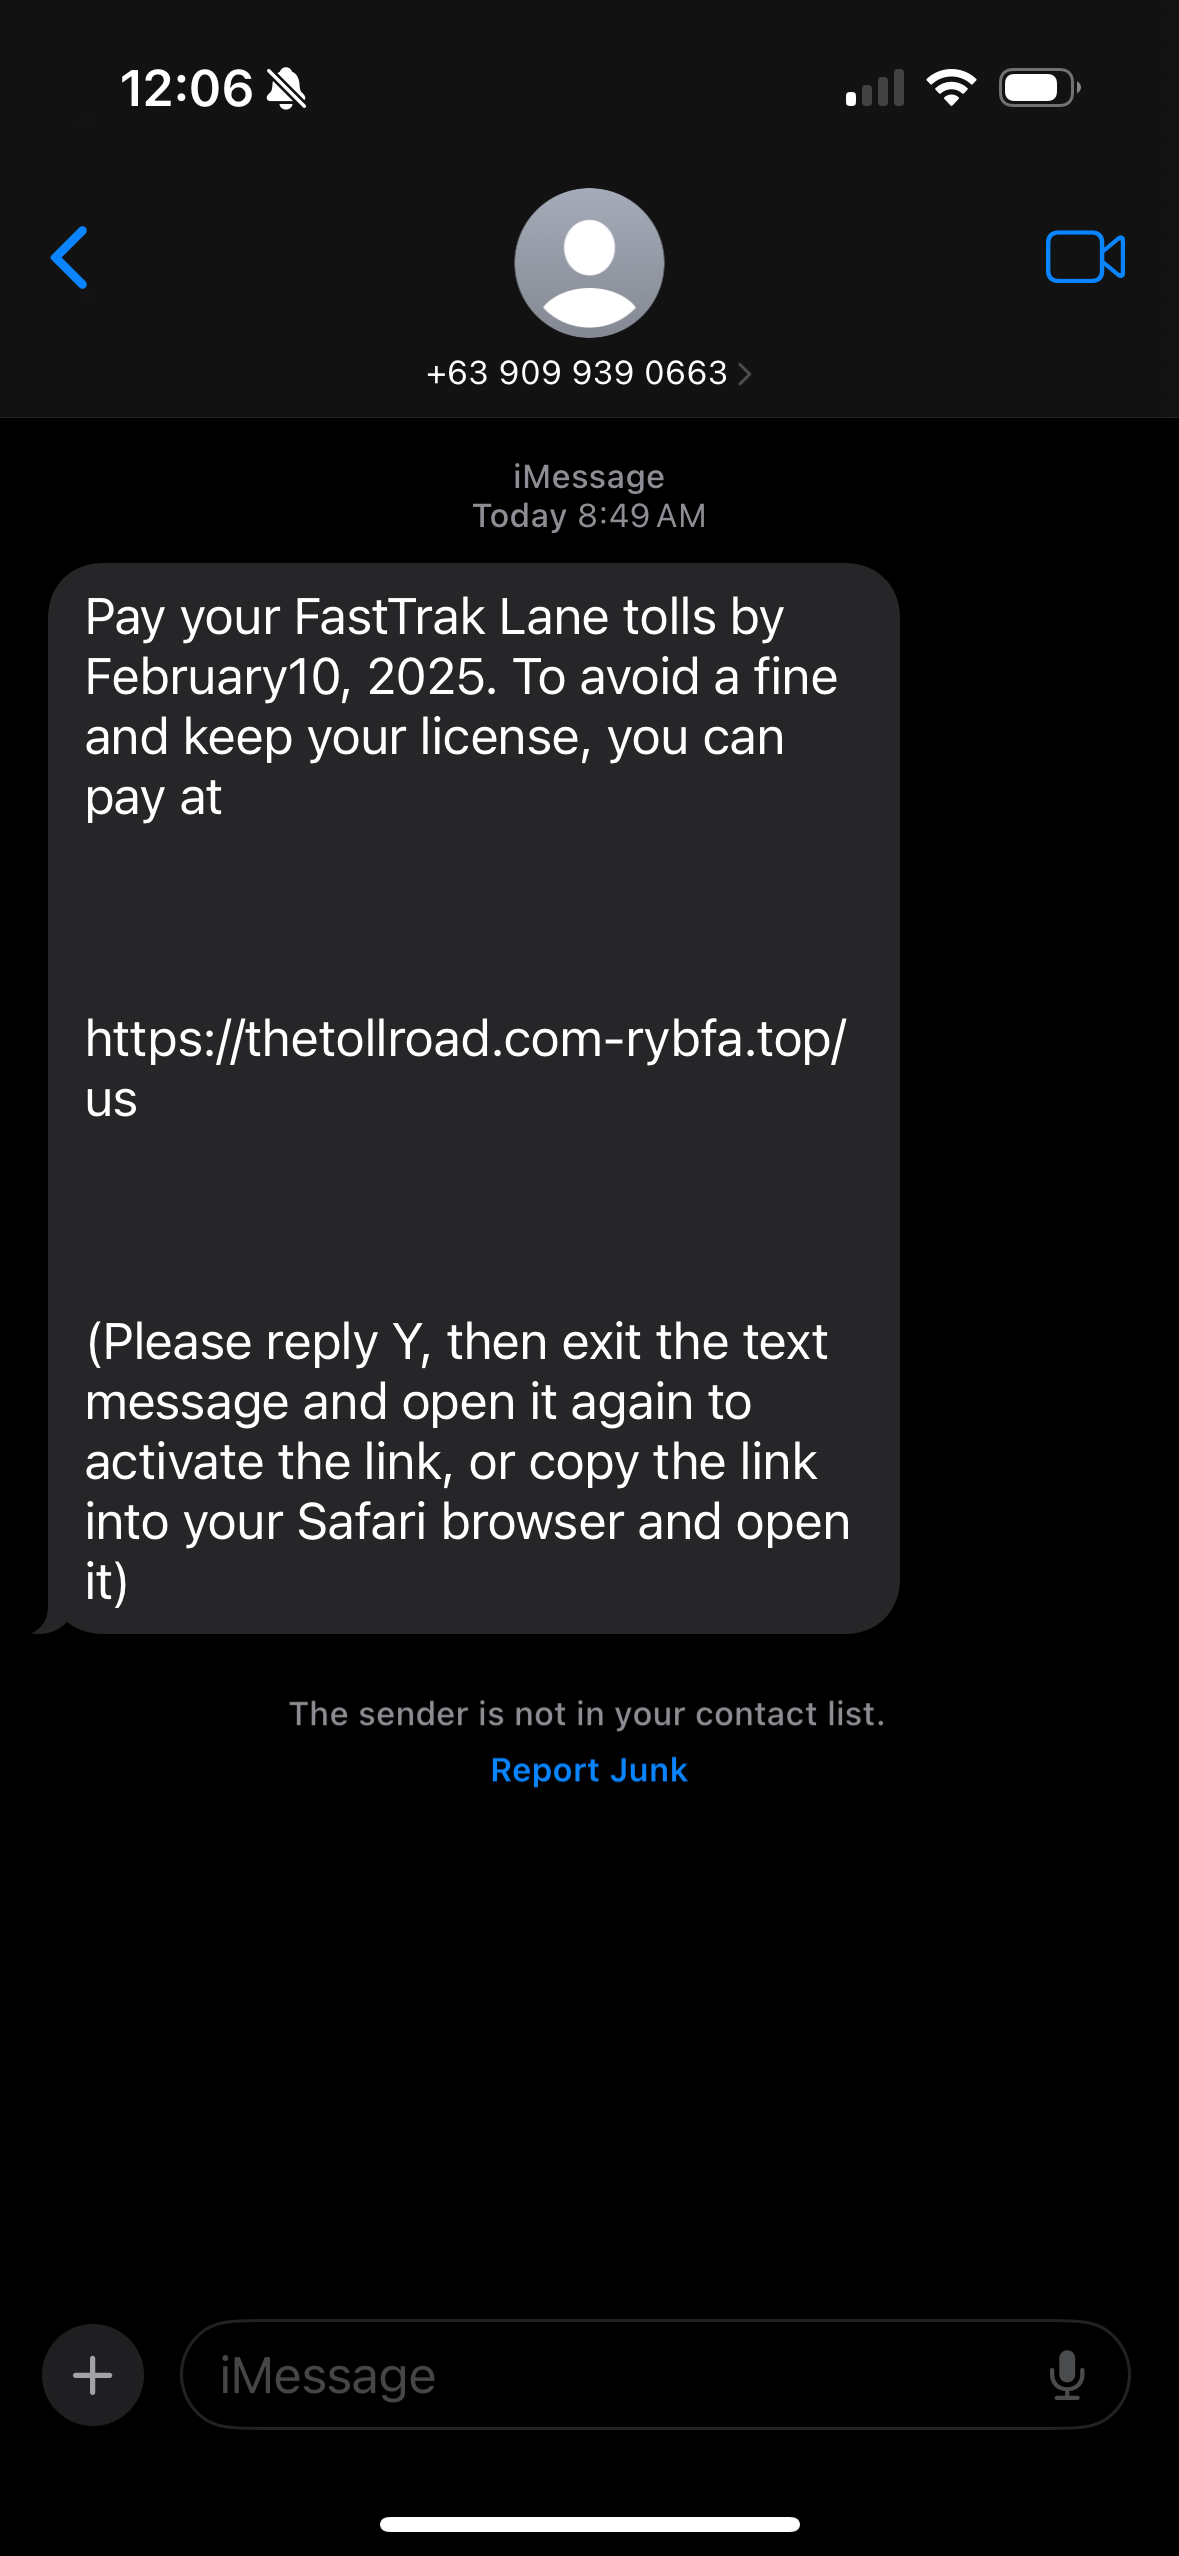 12:06
+63 909 939 0663
iMessage
Today 8:49 AM
Pay your FastTrak Lane tolls by
February10, 2025. To avoid a fine
and keep your license, you can
pay at
https://thetollroad.com-rybfa.top/
us
(Please reply Y, then exit the text
message and open it again to
activate the link, or copy the link
into your Safari browser and open
it)
The sender is not in your contact list.
Report Junk
iMessage